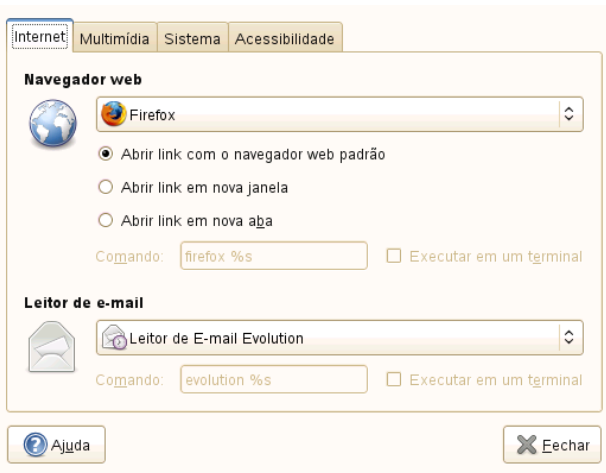 Internet Multimídia Sistema Acessibilidade
Navegador web
Firefox
Abrir link com o navegador web padrão
Abrir link em nova janela
Abrir link em nova aba
Comando: firefox %s Executar em um terminal
Leitor de e-mail
Leitor de E-mail Evolution
Comando: evolution %s Executar em um terminal
Ajuda Fechar